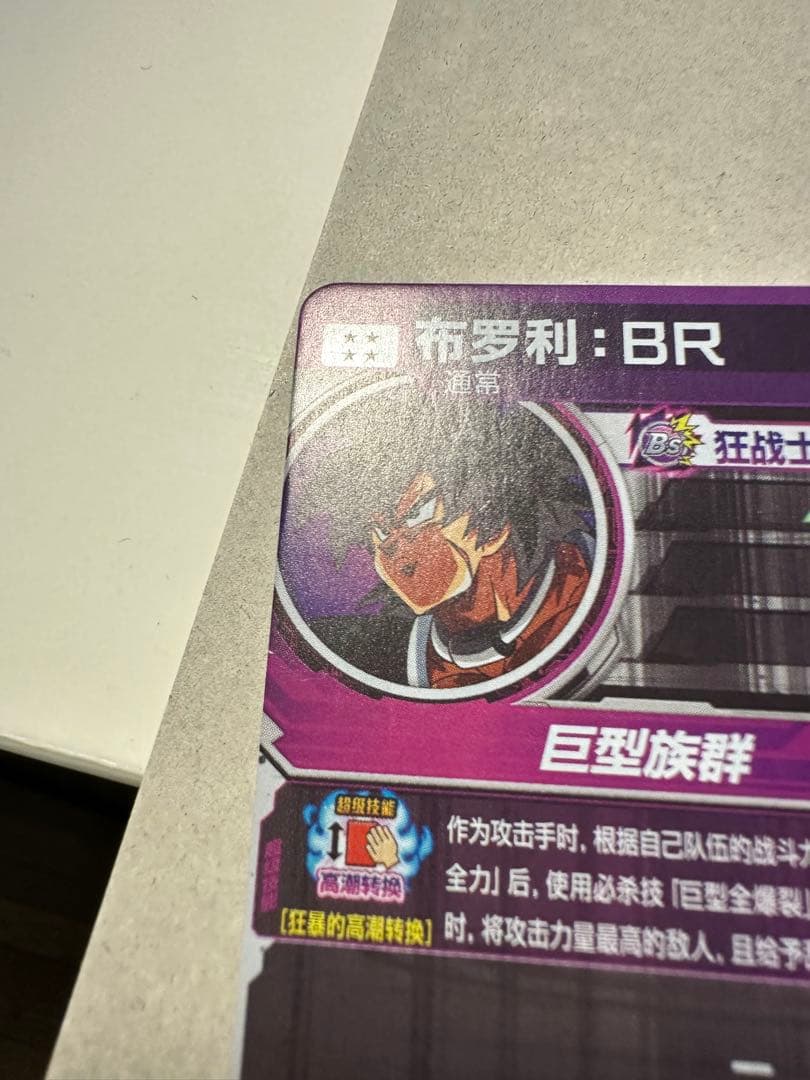 布罗利:BR
通常
Bs 狂战士
巨型族群
超级技能
高潮转换
[狂暴的高潮转换]
作为攻击手时,根据自己队伍的战斗力
全力」后,使用必杀技「巨型全爆裂
时,将攻击力量最高的敌人,且给予